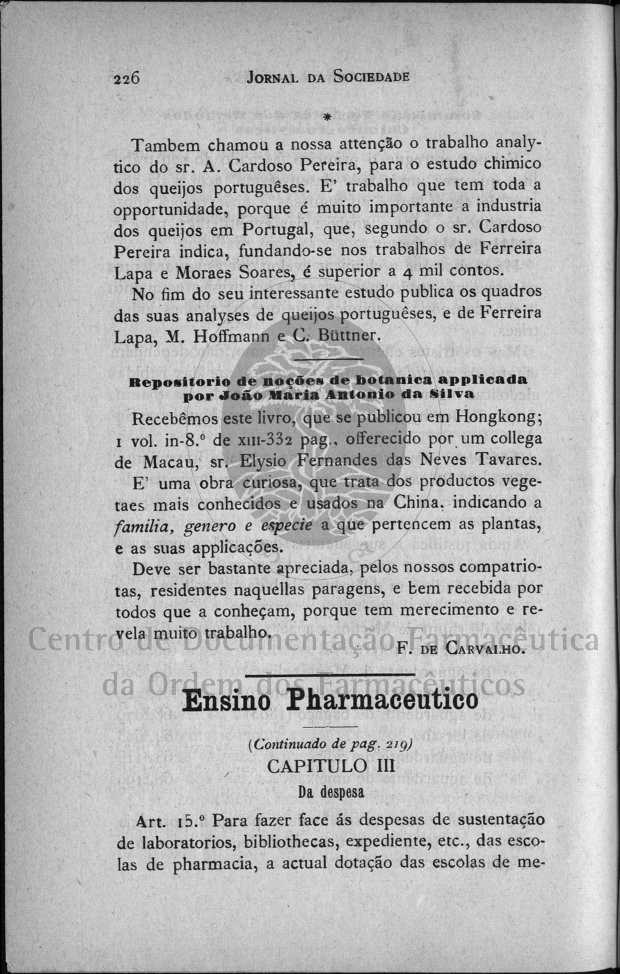 226
JORNAL DA SOCIEDADE
*
Tambem chamou a nossa attenção o trabalho analy-
tico do sr. A. Cardoso Pereira, para o estudo chimico
dos queijos portuguêses. E' trabalho que tem toda a
opportunidade, porque é muito importante a industria
dos queijos em Portugal, que, segundo o sr. Cardoso
Pereira indica, fundando-se nos trabalhos de Ferreira
Lapa e Moraes Soares, é superior a 4 mil contos.
No fim do seu interessante estudo publica os quadros
das suas analyses de queijos portuguêses, e de Ferreira
Lapa, M. Hoffmann e C. Büttner.
Repositorio de noções de botanica applicada
por João Maria Antonio da Silva
Recebêmos este livro, que se publicou em Hongkong;
1 vol. in-8.º de XIII-332 pag., offerecido por um collega
de Macau, sr. Elysio Fernandes das Neves Tavares.
E' uma obra curiosa, que trata dos productos vege-
taes mais conhecidos e usados na China, indicando a
familia, genero e especie a que pertencem as plantas,
e as suas applicações.
Deve ser bastante apreciada, pelos nossos compatrio-
tas, residentes naquellas paragens, e bem recebida por
todos que a conheçam, porque tem merecimento e re-
vela muito trabalho.
F. DE CARVALHO.
Centro de Documentação Farmacêutica
da Ordem dos Farmacêuticos
Ensino Pharmaceutico
(Continuado de pag. 219)
CAPITULO III
Da despesa
Art. 15.º Para fazer face ás despesas de sustentação
de laboratorios, bibliothecas, expediente, etc., das esco-
las de pharmacia, a actual dotação das escolas de me-